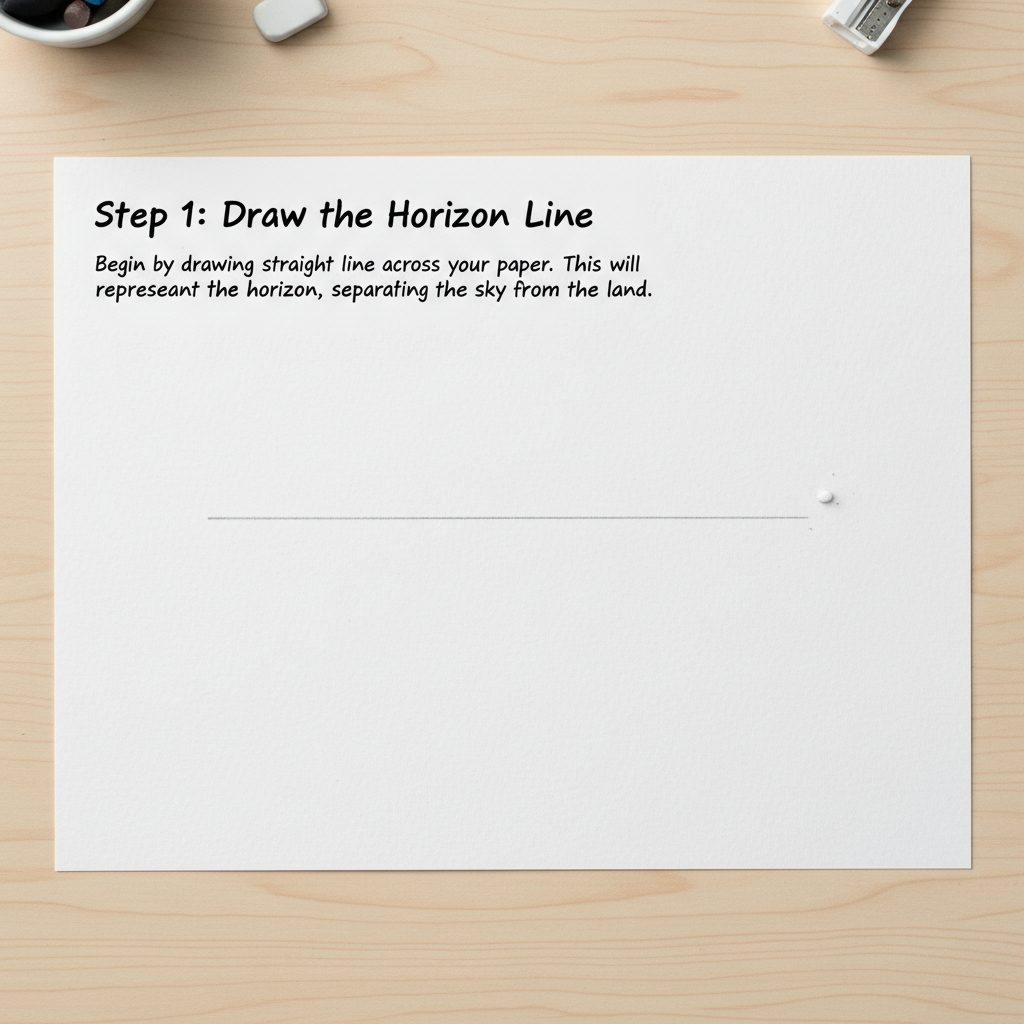 Step 1: Draw the Horizon Line
Begin by drawing straight line across your paper. This will
represeant the horizon, separating the sky from the land.